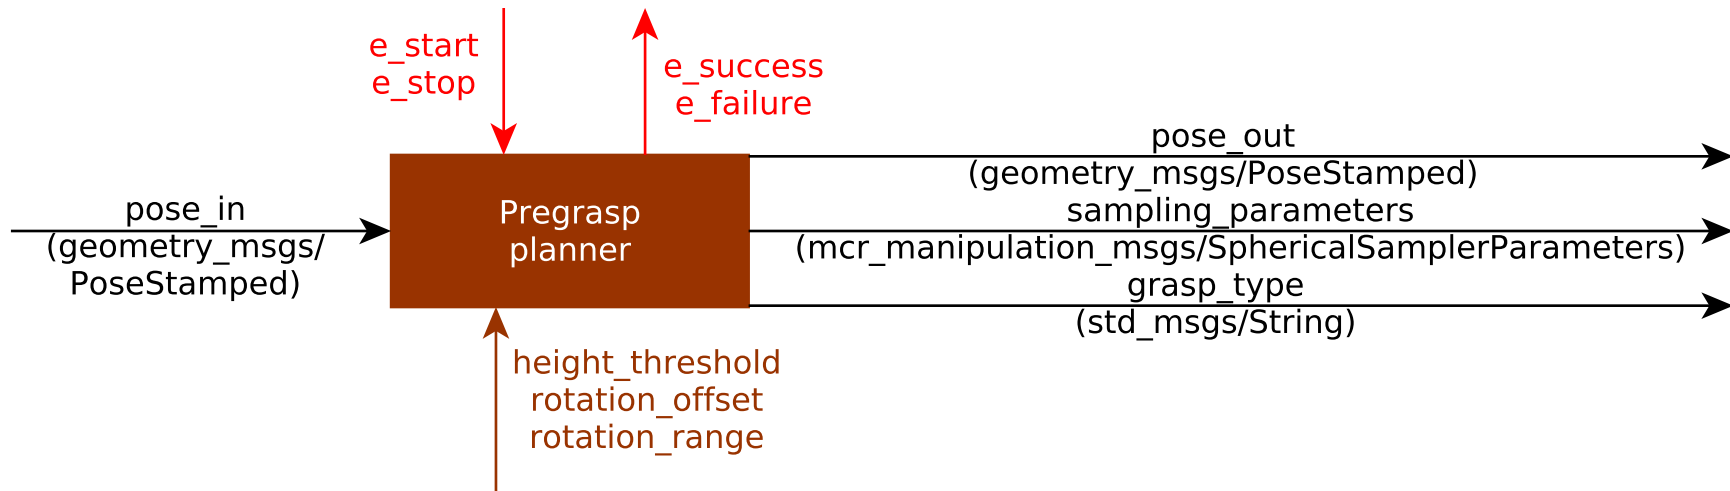 e_start
e_stop
e_success
e_failure
pose_in
(geometry_msgs/
PoseStamped)
Pregrasp
planner
pose_out
(geometry_msgs/PoseStamped)
sampling_parameters
(mcr_manipulation_msgs/SphericalSamplerParameters)
grasp_type
(std_msgs/String)
height_threshold
rotation_offset
rotation_range